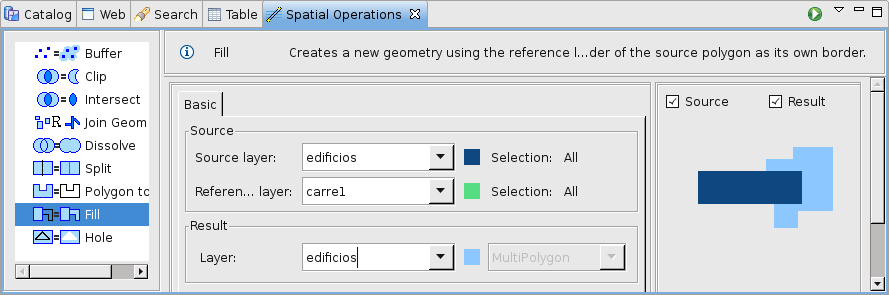 Catalog Web Search Table Spatial Operations
Buffer
Clip
Intersect
Join Geom
Dissolve
Split
Polygon to
Fill
Hole
Fill Creates a new geometry using the reference l...der of the source polygon as its own border.
Basic
Source
Source layer: edificios Selection: All
Referen... layer: carre1 Selection: All
Result
Layer: edificios MultiPolygon
Source Result